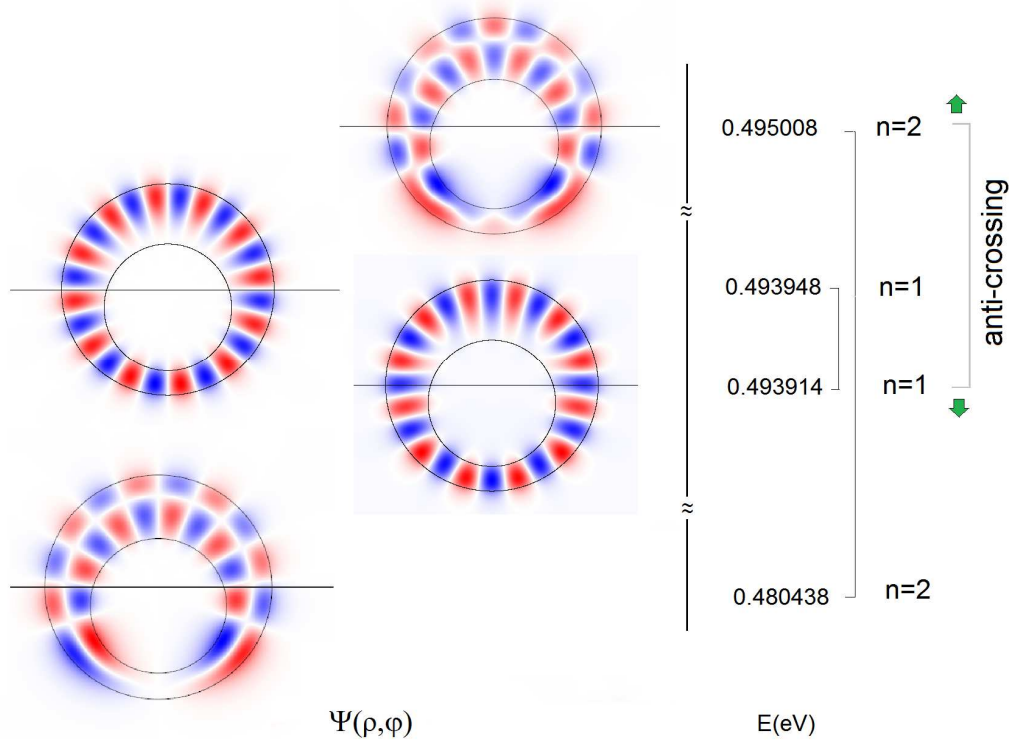 0.495008 n=2
≈
0.493948 n=1
anti-crossing
0.493914 n=1
≈
0.480438 n=2
Ψ(ρ,φ) E(eV)